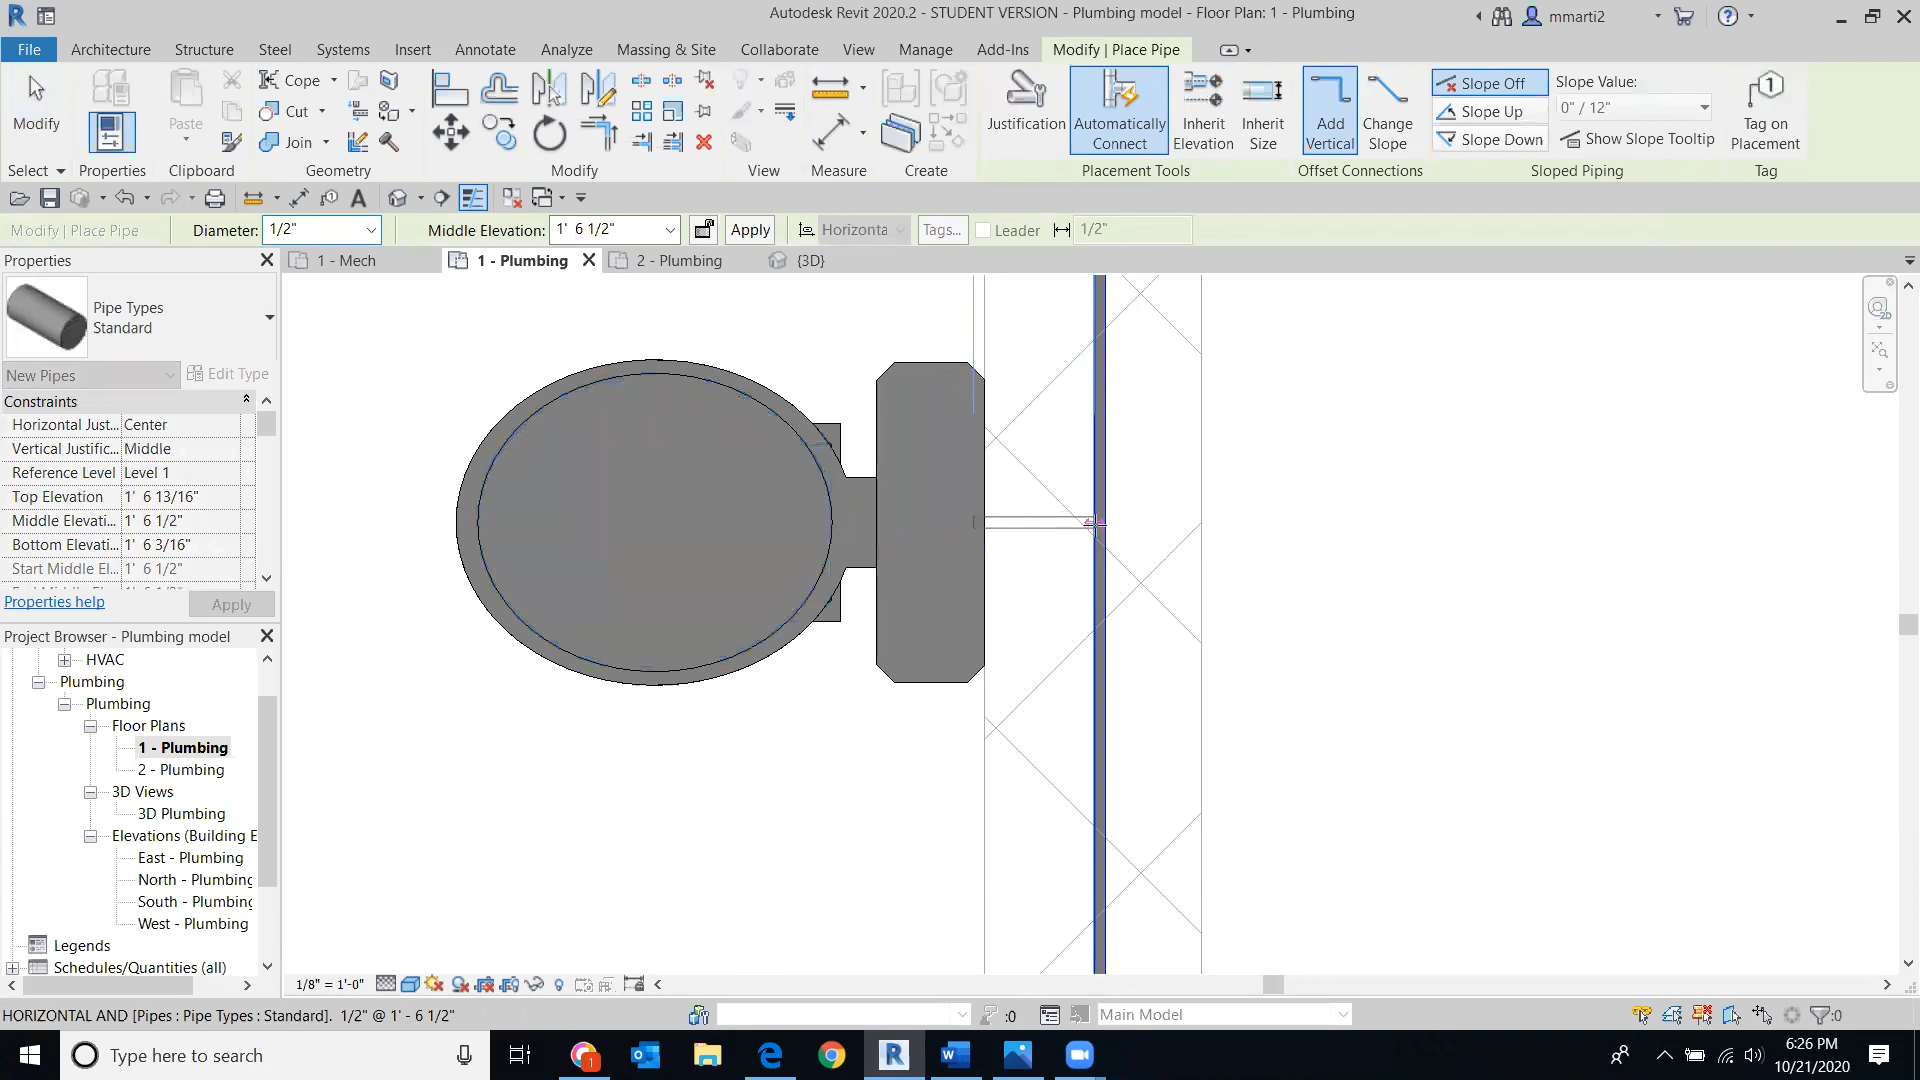 Autodesk Revit 2020.2 - STUDENT VERSION - Plumbing model - Floor Plan: 1 - Plumbing
mmarti2
File Architecture Structure Steel Systems Insert Annotate Analyze Massing & Site Collaborate View Manage Add-Ins Modify | Place Pipe
Modify
Paste
Cope
Cut
Join
Justification
Automatically Connect
Inherit Elevation
Inherit Size
Add Vertical
Change Slope
Slope Off
Slope Up
Slope Down
Slope Value:
0" / 12"
Show Slope Tooltip
Tag on Placement
Select Properties Clipboard Geometry Modify View Measure Create Placement Tools Offset Connections Sloped Piping Tag
Modify | Place Pipe Diameter: 1/2" Middle Elevation: 1' 6 1/2" Apply Horizonta Tags... Leader 1/2"
Properties
1 - Mech 1 - Plumbing 2 - Plumbing {3D}
Pipe Types
Standard
New Pipes Edit Type
Constraints
Horizontal Just... Center
Vertical Justific... Middle
Reference Level Level 1
Top Elevation 1' 6 13/16"
Middle Elevati... 1' 6 1/2"
Bottom Elevati... 1' 6 3/16"
Start Middle El... 1' 6 1/2"
Properties help Apply
Project Browser - Plumbing model
HVAC
Plumbing
Plumbing
Floor Plans
1 - Plumbing
2 - Plumbing
3D Views
3D Plumbing
Elevations (Building E
East - Plumbing
North - Plumbing
South - Plumbing
West - Plumbing
Legends
Schedules/Quantities (all)
1/8" = 1'-0"
HORIZONTAL AND [Pipes : Pipe Types : Standard]. 1/2" @ 1' - 6 1/2"
:0
Main Model
:0
Type here to search
1
6:26 PM
10/21/2020